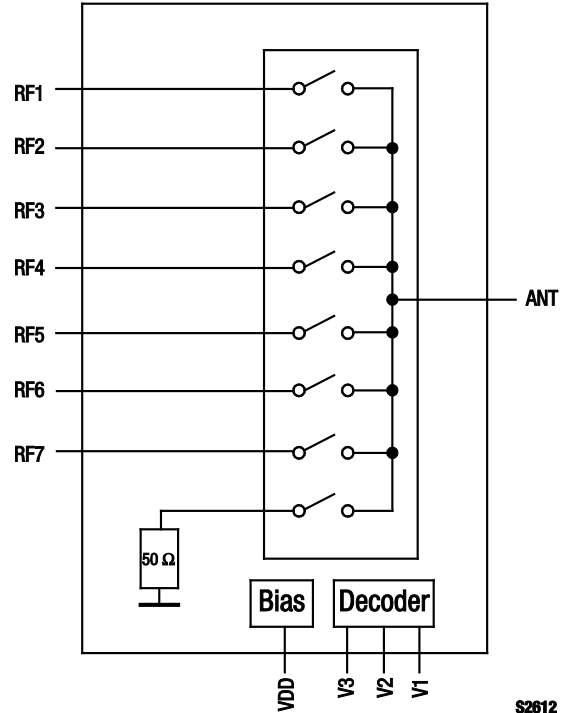 RF1
RF2
RF3
RF4
ANT
RF5
RF6
RF7
50 Ω
Bias
Decoder
VDD
V3
V2
V1
S2612